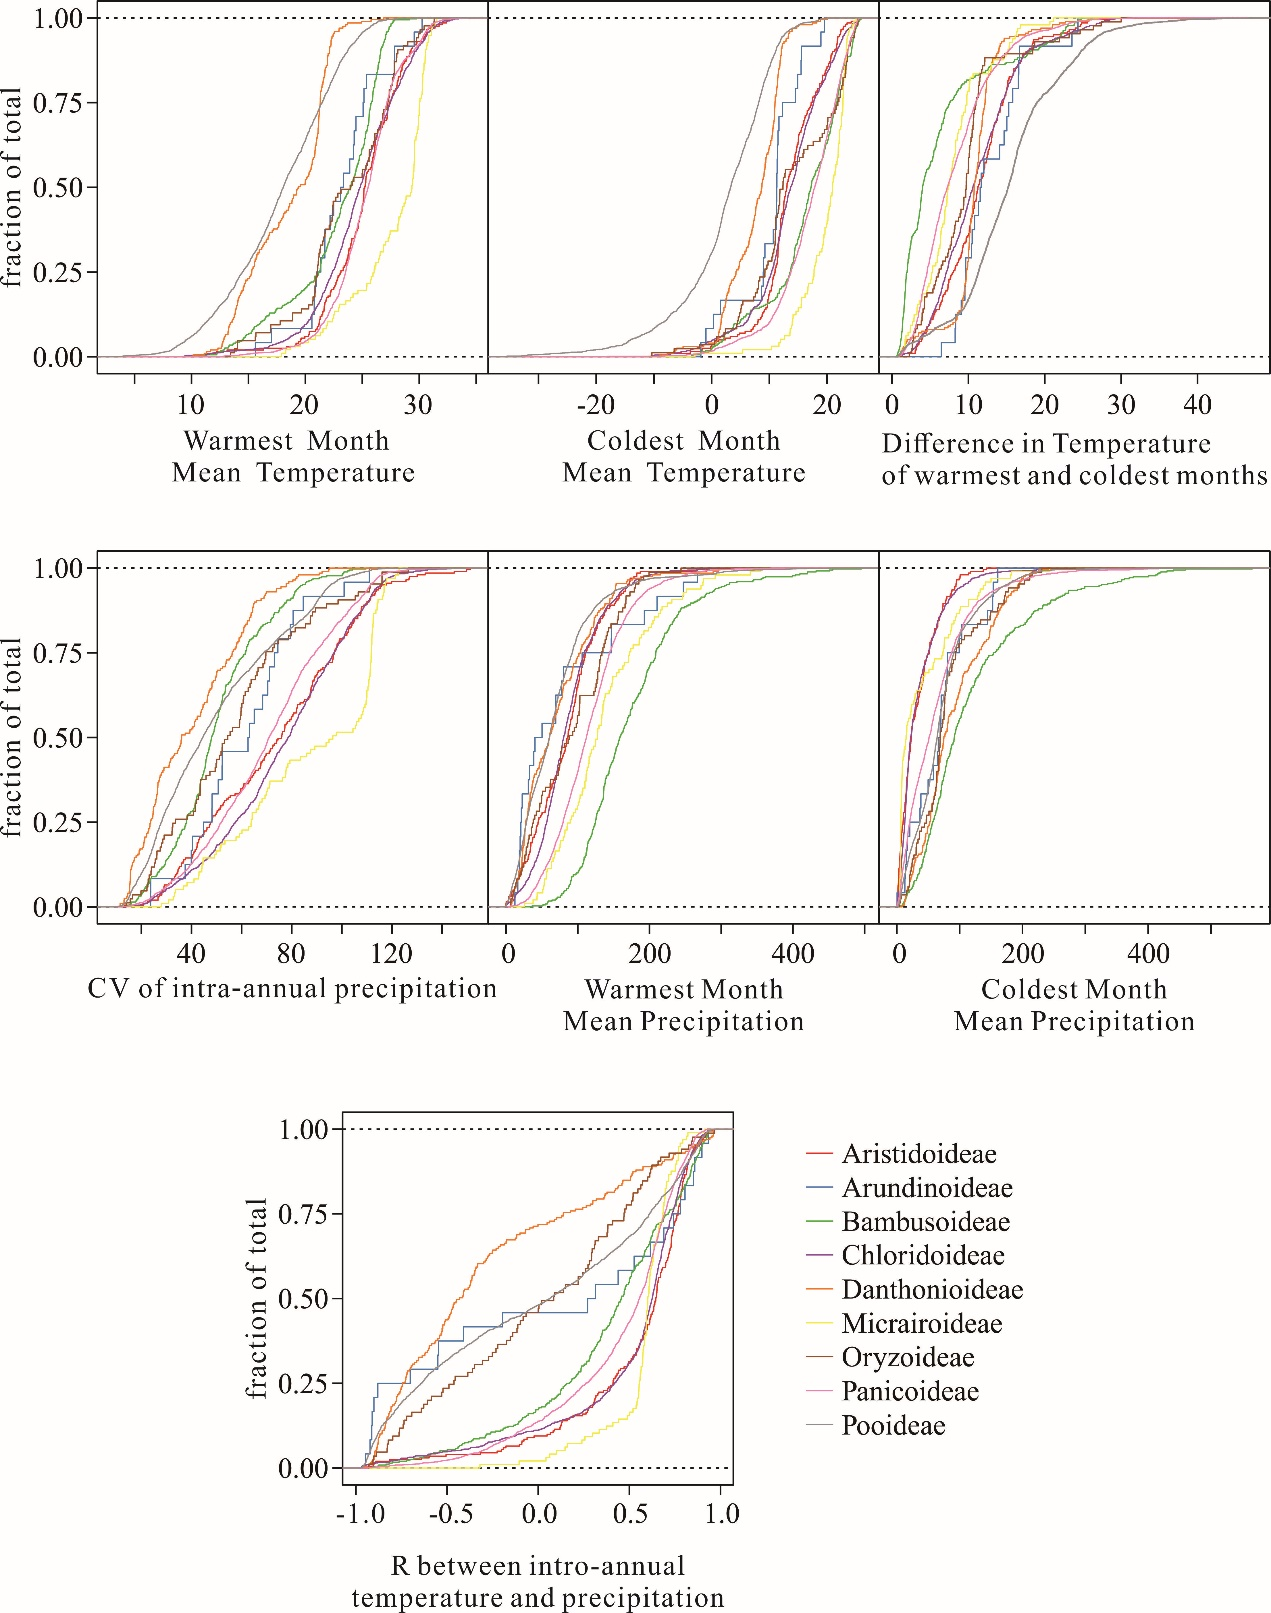 1.00
0.75
0.50
0.25
0.00
fraction of total
10 20 30
-20 0 20
0 10 20 30 40
Warmest Month
Mean Temperature
Coldest Month
Mean Temperature
Difference in Temperature
of warmest and coldest months
1.00
0.75
0.50
0.25
0.00
fraction of total
40 80 120
0 200 400
0 200 400
CV of intra-annual precipitation
Warmest Month
Mean Precipitation
Coldest Month
Mean Precipitation
1.00
0.75
0.50
0.25
0.00
fraction of total
-1.0 -0.5 0.0 0.5 1.0
R between intro-annual
temperature and precipitation
Aristidoideae
Arundinoideae
Bambusoideae
Chloridoideae
Danthonioideae
Micrairoideae
Oryzoideae
Panicoideae
Pooideae